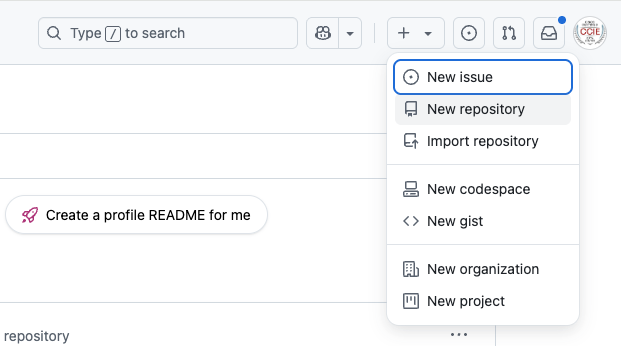 Type / to search
CCIE
New issue
New repository
Import repository
New codespace
Create a profile README for me
New gist
New organization
New project
repository